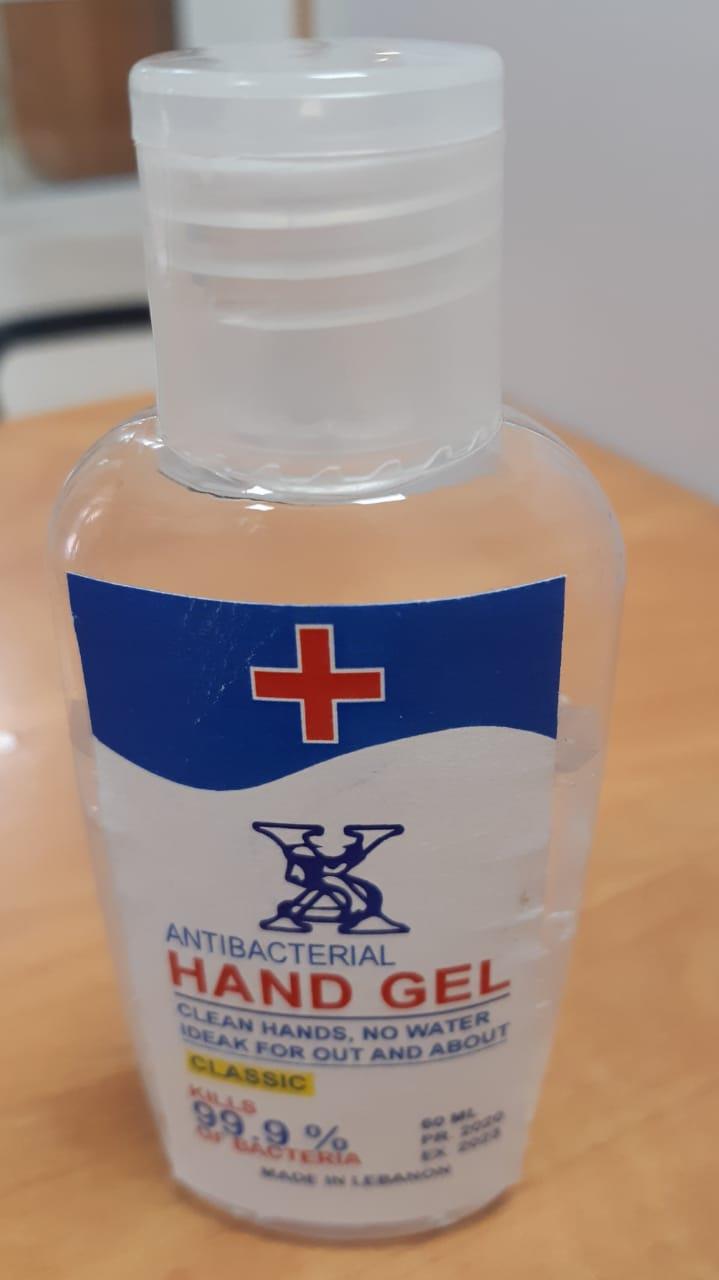 ANTIBACTERIAL
HAND GEL
CLEAN HANDS, NO WATER
IDEAK FOR OUT AND ABOUT
CLASSIC
KILLS
99.9 %
OF BACTERIA
60 ML
PR 2020
EX 2023
MADE IN LEBANON